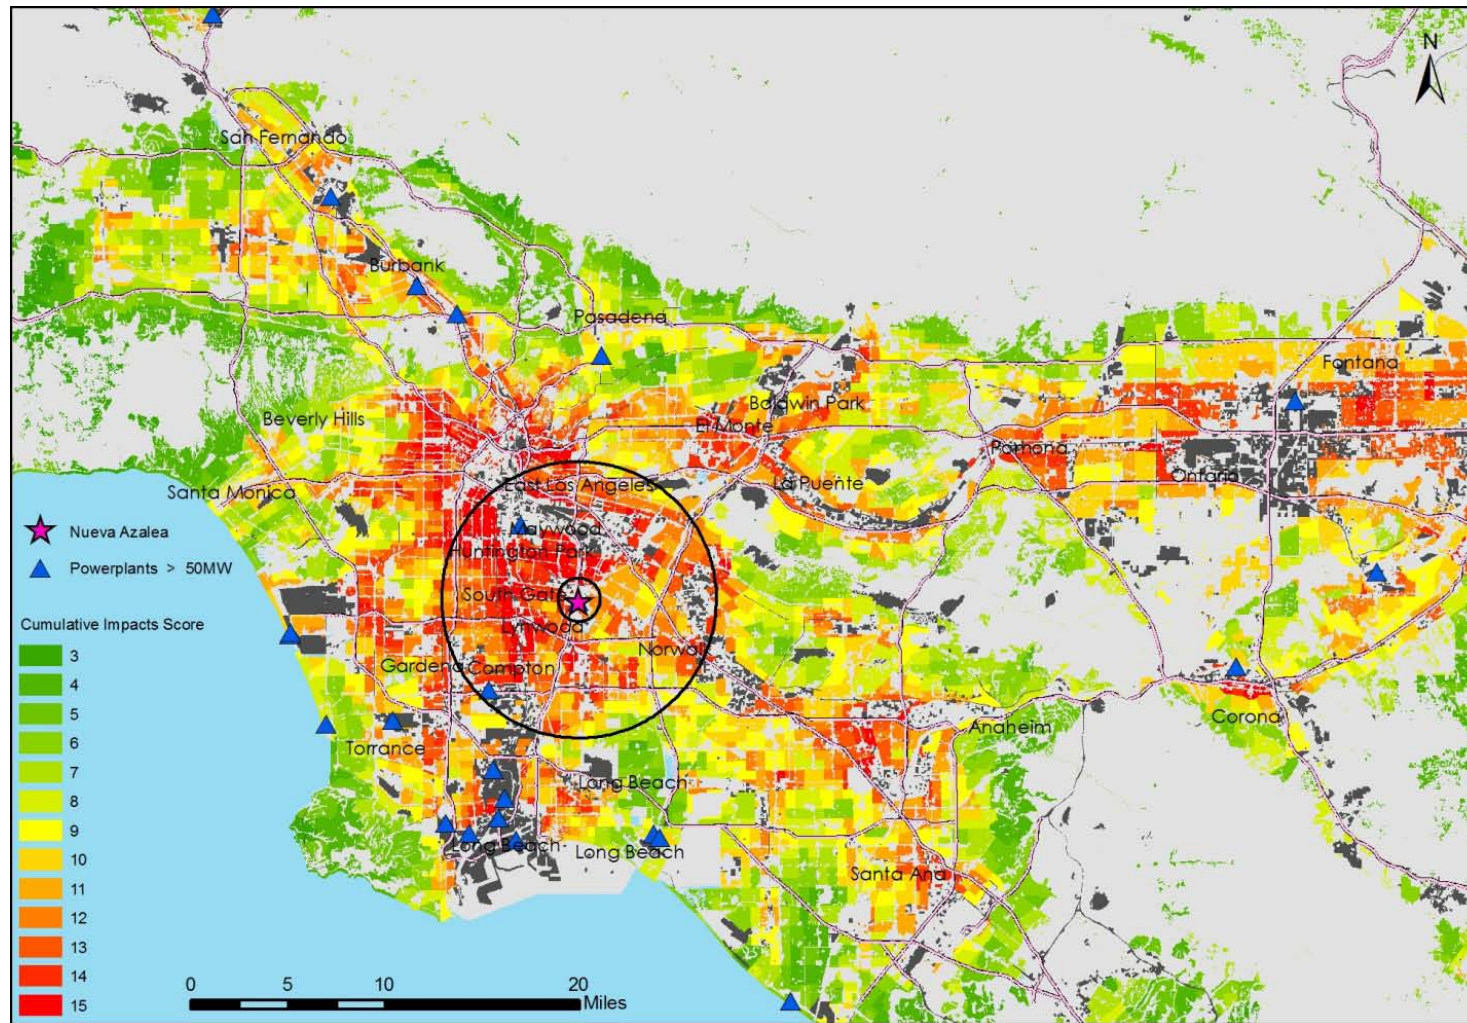 N
San Fernando
Burbank
Pasadena
Fontana
Beverly Hills
Baldwin Park
El Monte
Pomona
Ontario
Santa Monica
East Los Angeles
La Puente
Maywood
Huntington Park
South Gate
Lynwood
Norwal
Gardena
Compton
Corona
Anaheim
Torrance
Long Beach
Long Beach
Long Beach
Santa Ana
Nueva Azalea
Powerplants > 50MW
Cumulative Impacts Score
3
4
5
6
7
8
9
10
11
12
13
14
15
0 5 10 20
Miles